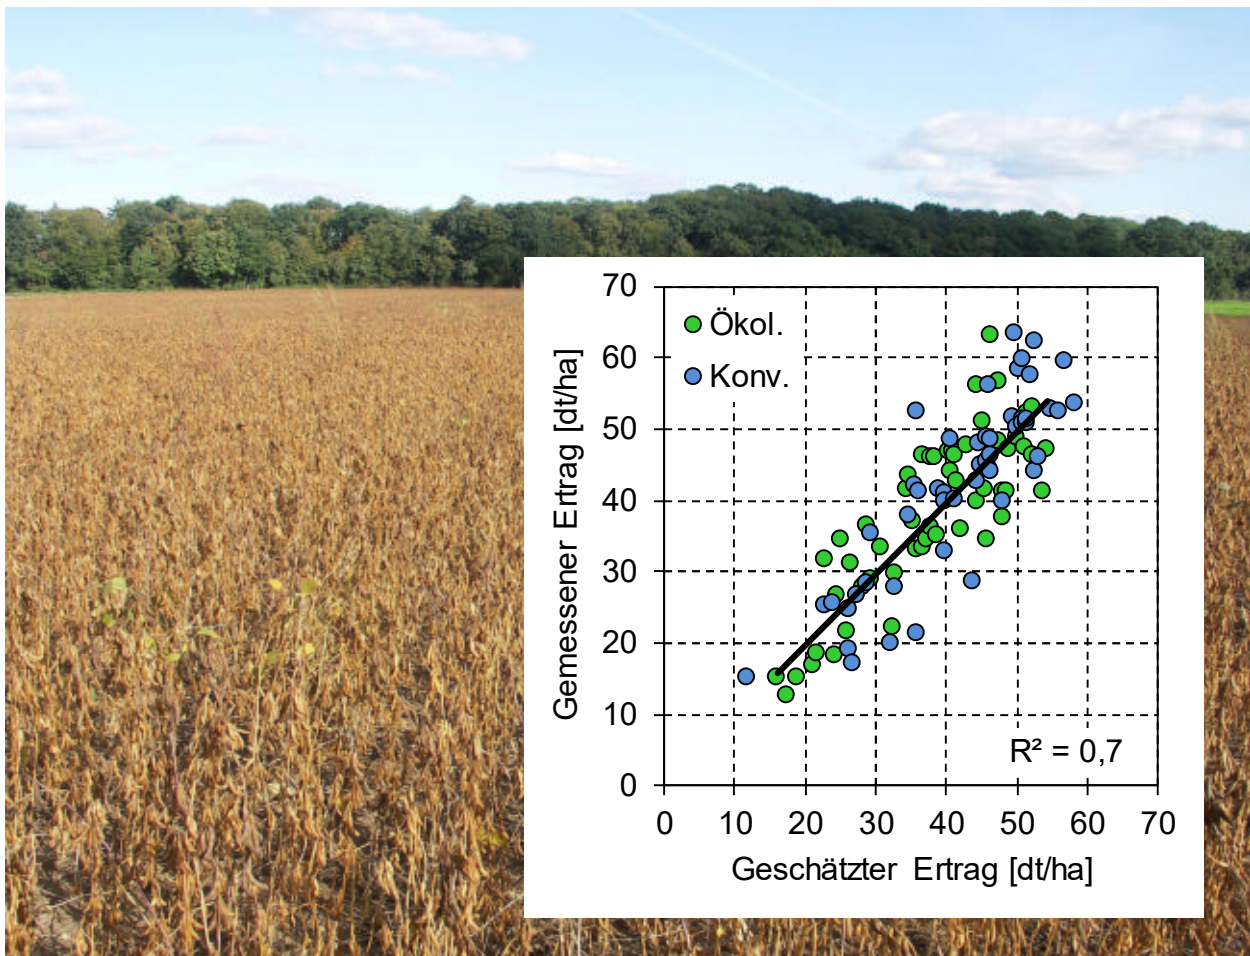 Ökol.
Konv.
Gemessener Ertrag [dt/ha]
70
60
50
40
30
20
10
0
R² = 0,7
0 10 20 30 40 50 60 70
Geschätzter Ertrag [dt/ha]